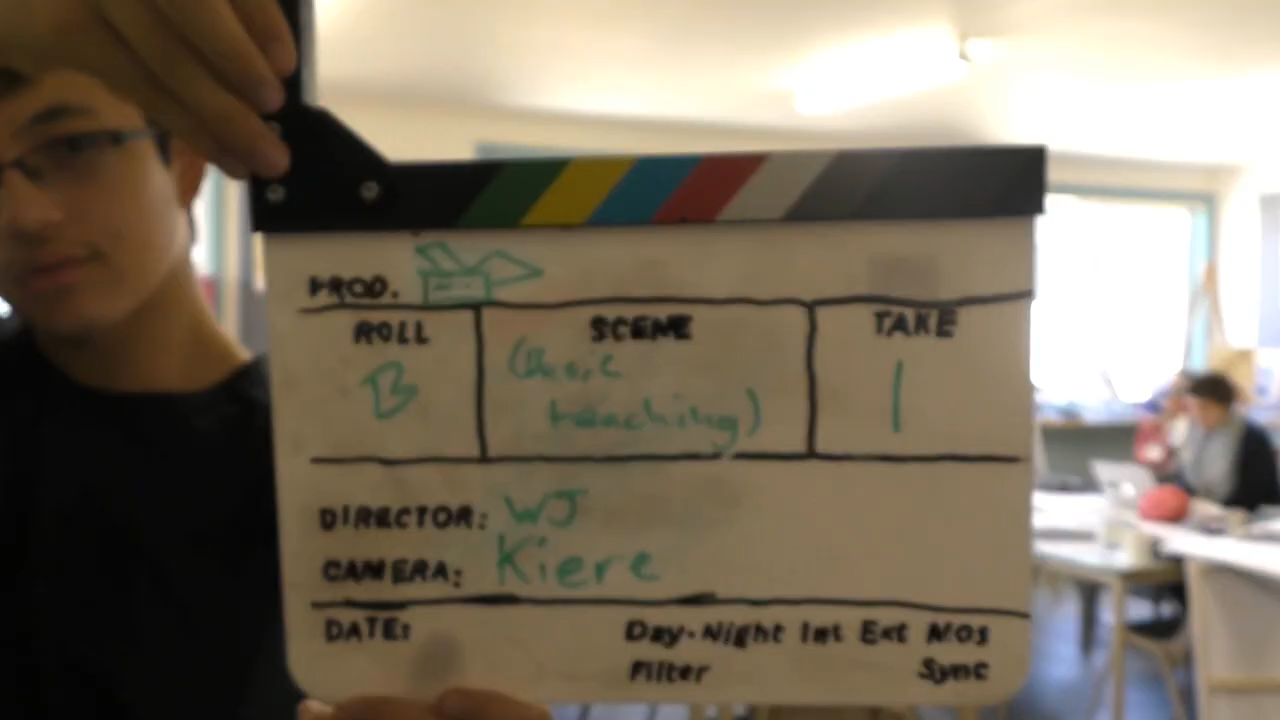 PROD.
ROLL SCENE TAKE
B (Basic 1
teaching)
DIRECTOR: WJ
CAMERA: Kiere
DATE: Day-Night Int Ext Mos
Filter Sync